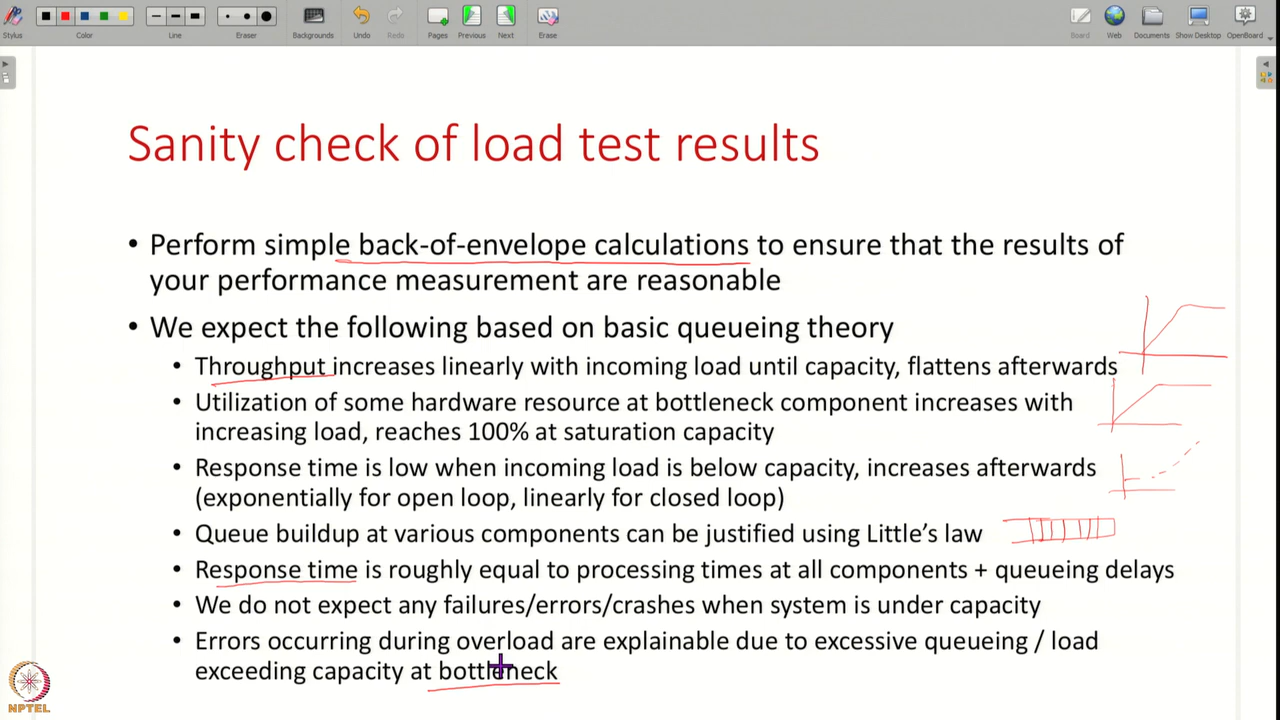 Stylus
Color
Line
Eraser
Backgrounds
Undo
Redo
Pages
Previous
Next
Erase
Board
Web
Documents
Show Desktop
OpenBoard
Sanity check of load test results
• Perform simple back-of-envelope calculations to ensure that the results of
your performance measurement are reasonable
• We expect the following based on basic queueing theory
• Throughput increases linearly with incoming load until capacity, flattens afterwards
• Utilization of some hardware resource at bottleneck component increases with
increasing load, reaches 100% at saturation capacity
• Response time is low when incoming load is below capacity, increases afterwards
(exponentially for open loop, linearly for closed loop)
• Queue buildup at various components can be justified using Little’s law
• Response time is roughly equal to processing times at all components + queueing delays
• We do not expect any failures/errors/crashes when system is under capacity
• Errors occurring during overload are explainable due to excessive queueing / load
exceeding capacity at bottleneck
NPTEL